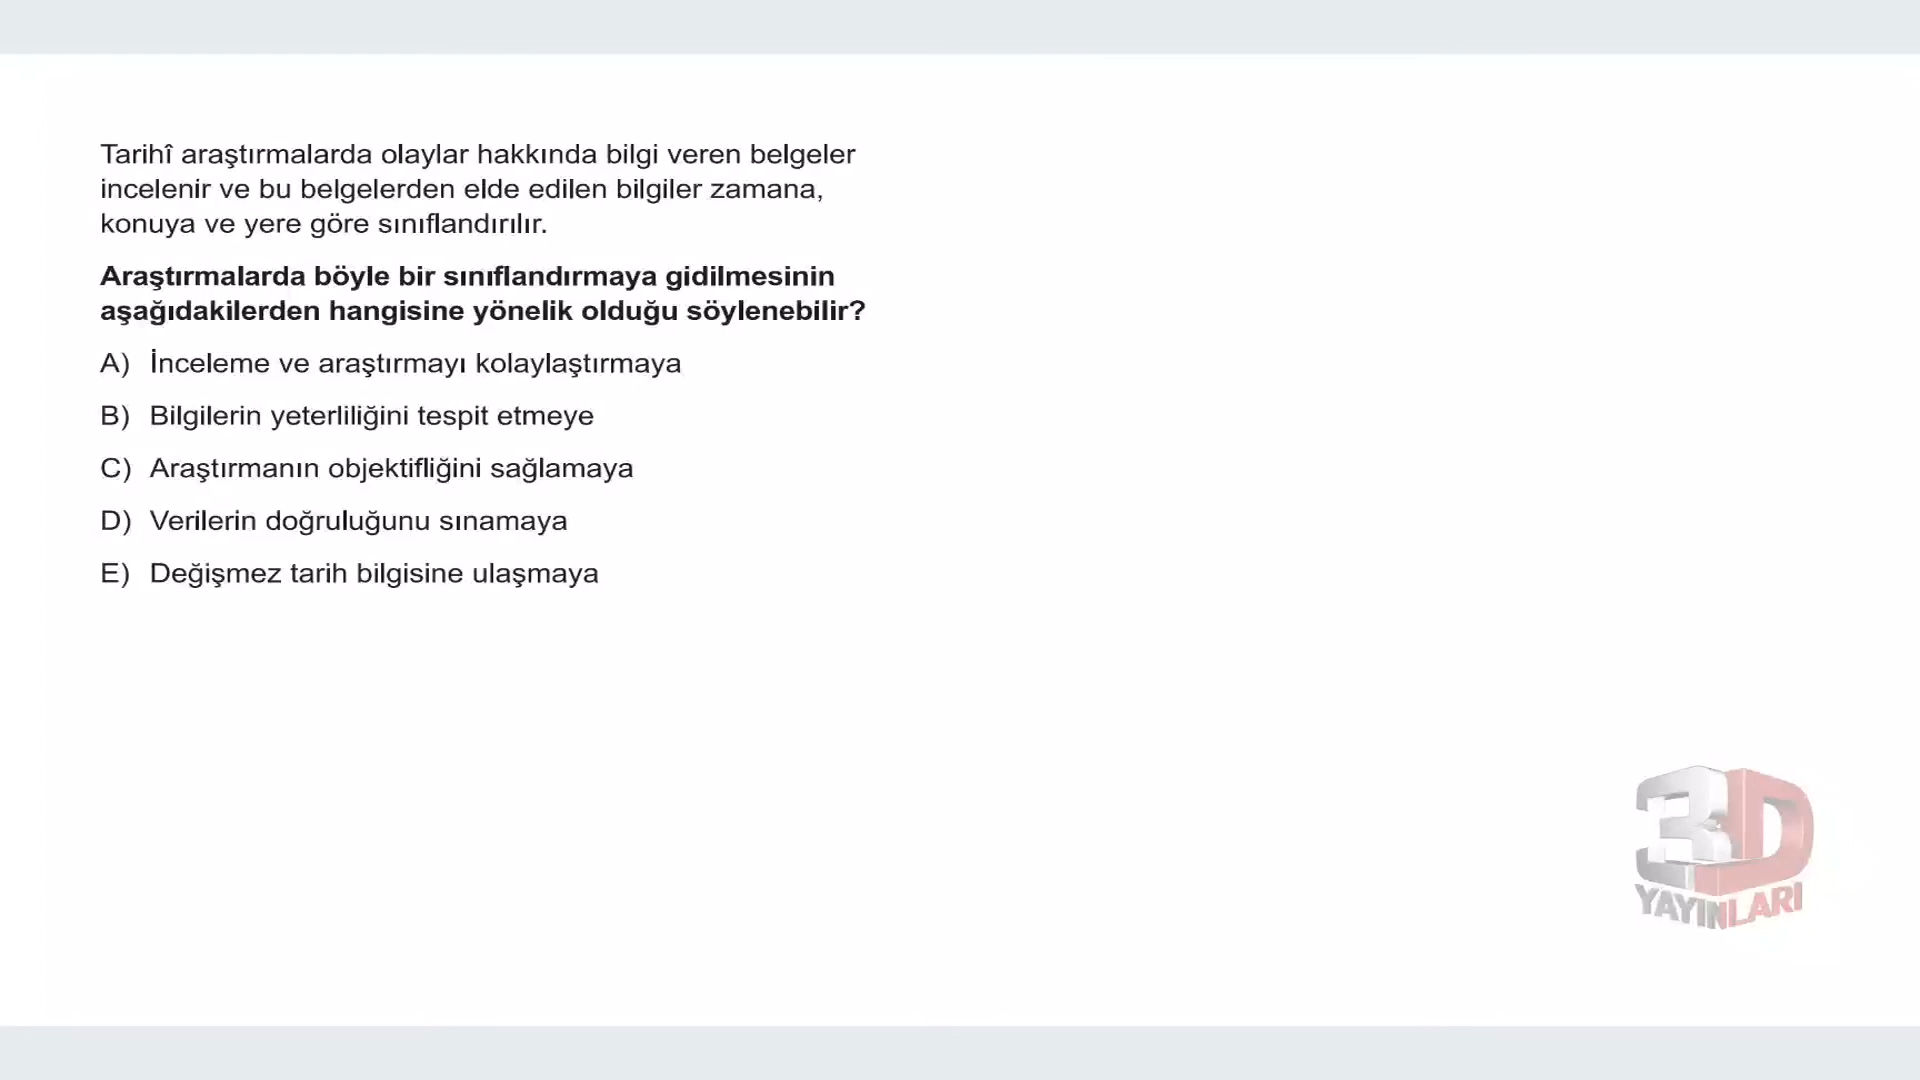 Tarihî araştırmalarda olaylar hakkında bilgi veren belgeler
incelenir ve bu belgelerden elde edilen bilgiler zamana,
konuya ve yere göre sınıflandırılır.
Araştırmalarda böyle bir sınıflandırmaya gidilmesinin
aşağıdakilerden hangisine yönelik olduğu söylenebilir?
A) İnceleme ve araştırmayı kolaylaştırmaya
B) Bilgilerin yeterliliğini tespit etmeye
C) Araştırmanın objektifliğini sağlamaya
D) Verilerin doğruluğunu sınamaya
E) Değişmez tarih bilgisine ulaşmaya
3D
YAYINLARI